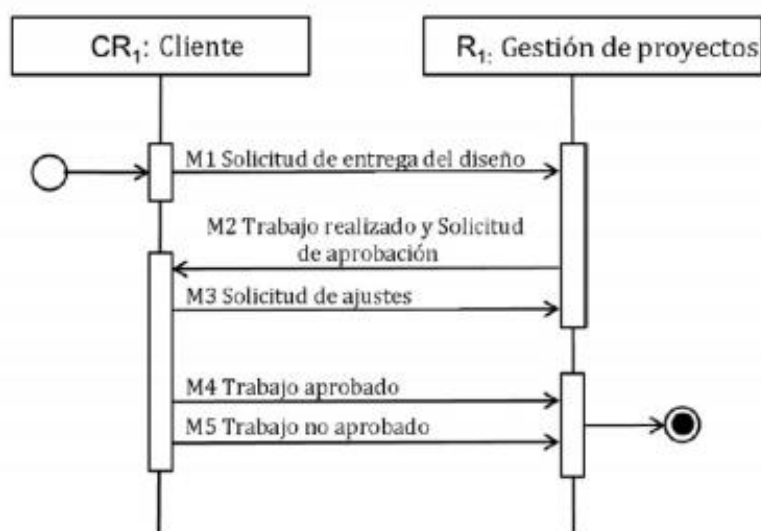 CR₁: Cliente
R₁: Gestión de proyectos
M1 Solicitud de entrega del diseño
M2 Trabajo realizado y Solicitud
de aprobación
M3 Solicitud de ajustes
M4 Trabajo aprobado
M5 Trabajo no aprobado